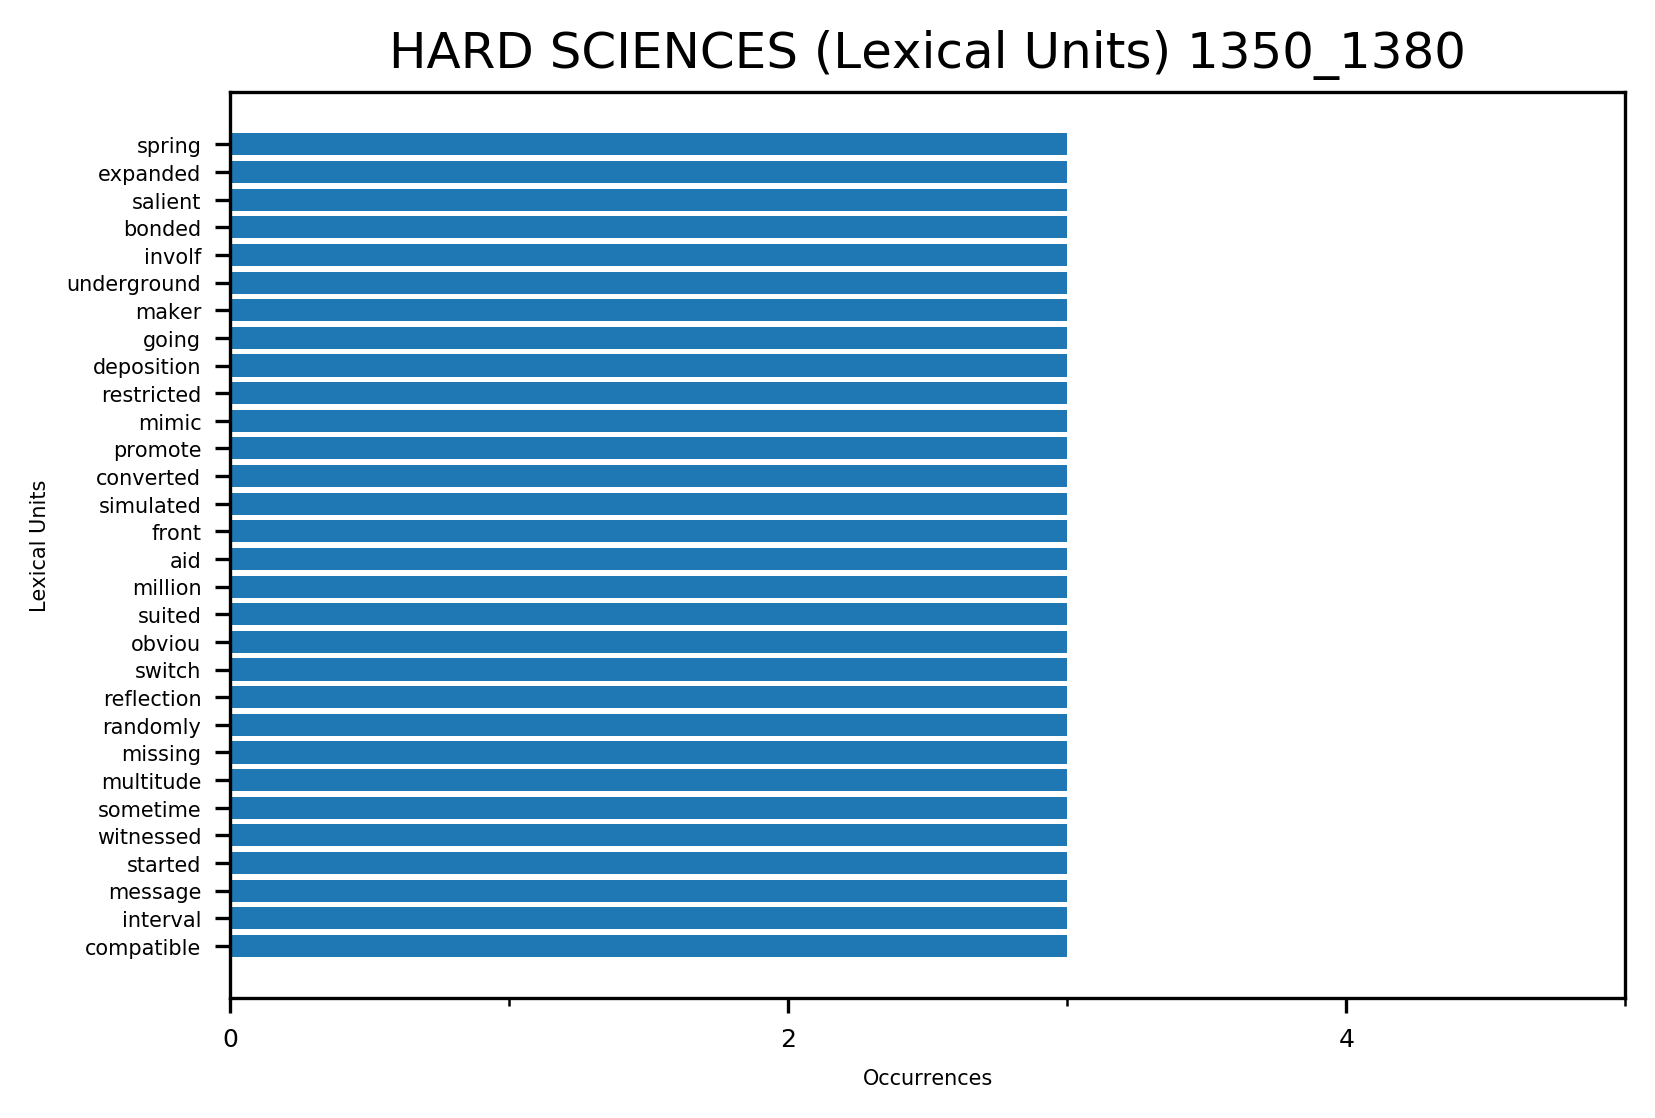 HARD SCIENCES (Lexical Units) 1350_1380
spring
expanded
salient
bonded
involf
underground
maker
going
deposition
restricted
mimic
promote
converted
simulated
front
aid
million
suited
obviou
switch
reflection
randomly
missing
multitude
sometime
witnessed
started
message
interval
compatible
Lexical Units
0 2 4
Occurrences